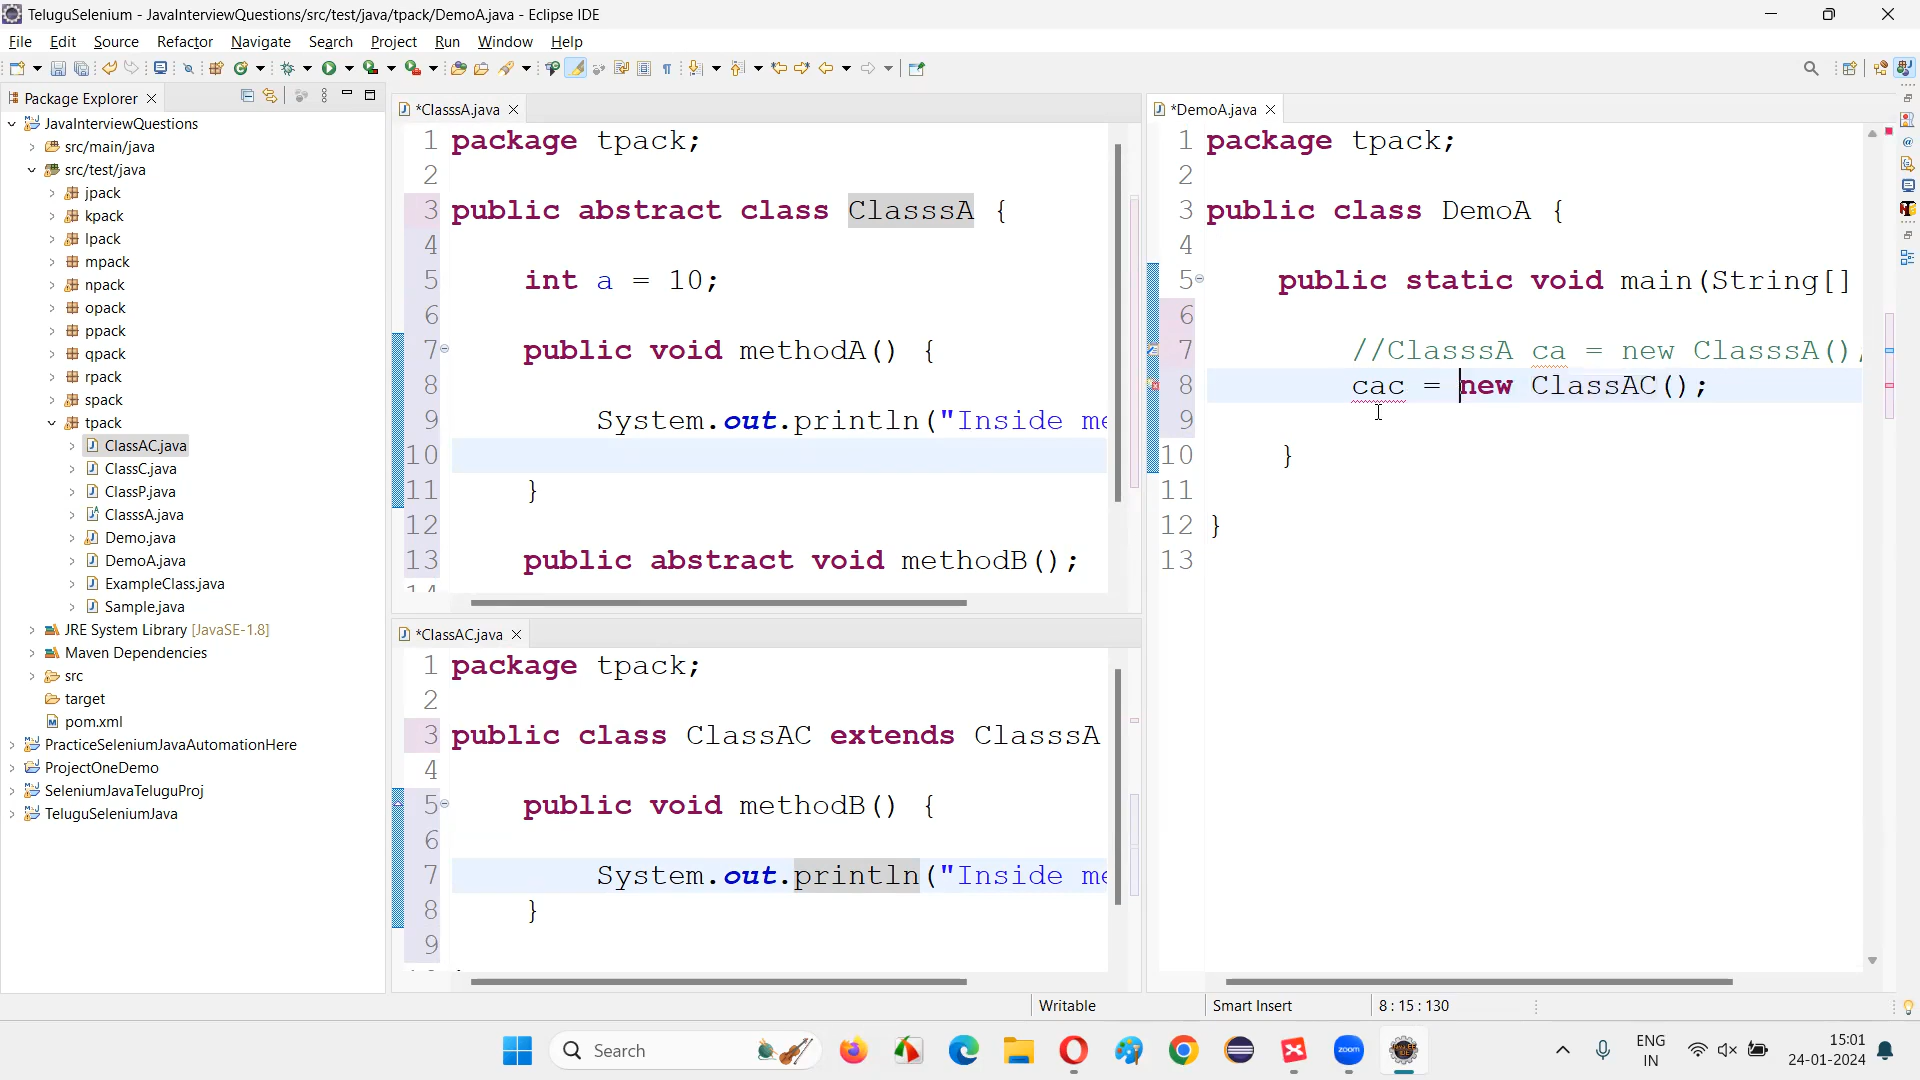 TeluguSelenium - JavaInterviewQuestions/src/test/java/tpack/DemoA.java - Eclipse IDE
File Edit Source Refactor Navigate Search Project Run Window Help
Package Explorer
JavaInterviewQuestions
src/main/java
src/test/java
jpack
kpack
lpack
mpack
npack
opack
ppack
qpack
rpack
spack
tpack
ClassAC.java
ClassC.java
ClassP.java
ClasssA.java
Demo.java
DemoA.java
ExampleClass.java
Sample.java
JRE System Library [JavaSE-1.8]
Maven Dependencies
src
target
pom.xml
PracticeSeleniumJavaAutomationHere
ProjectOneDemo
SeleniumJavaTeluguProj
TeluguSeleniumJava
*ClasssA.java
1 package tpack;
2
3 public abstract class ClasssA {
4
5 int a = 10;
6
7 public void methodA() {
8
9 System.out.println("Inside me
10
11 }
12
13 public abstract void methodB();
14
*ClassAC.java
1 package tpack;
2
3 public class ClassAC extends ClasssA
4
5 public void methodB() {
6
7 System.out.println("Inside me
8 }
9
*DemoA.java
1 package tpack;
2
3 public class DemoA {
4
5 public static void main(String[]
6
7 //ClasssA ca = new ClasssA();
8 cac = new ClassAC();
9
10 }
11
12 }
13
Writable Smart Insert 8 : 15 : 130
Search
zoom
ENG
IN
15:01
24-01-2024